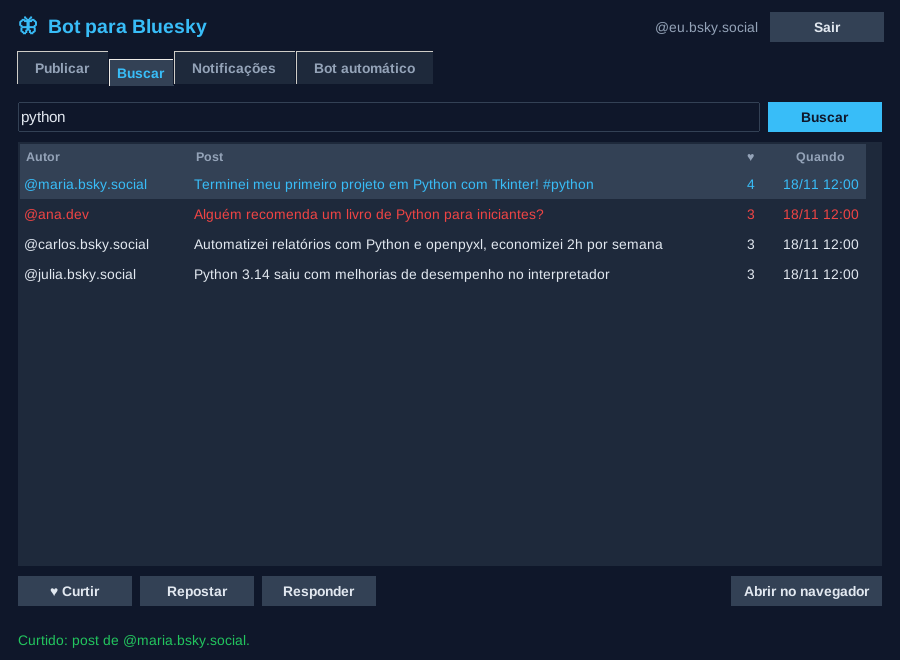 Bot para Bluesky
@eu.bsky.social
Sair
Publicar
Buscar
Notificações
Bot automático
python
Buscar
Autor Post ♥ Quando
@maria.bsky.social Terminei meu primeiro projeto em Python com Tkinter! #python 4 18/11 12:00
@ana.dev Alguém recomenda um livro de Python para iniciantes? 3 18/11 12:00
@carlos.bsky.social Automatizei relatórios com Python e openpyxl, economizei 2h por semana 3 18/11 12:00
@julia.bsky.social Python 3.14 saiu com melhorias de desempenho no interpretador 3 18/11 12:00
♥ Curtir
Repostar
Responder
Abrir no navegador
Curtido: post de @maria.bsky.social.